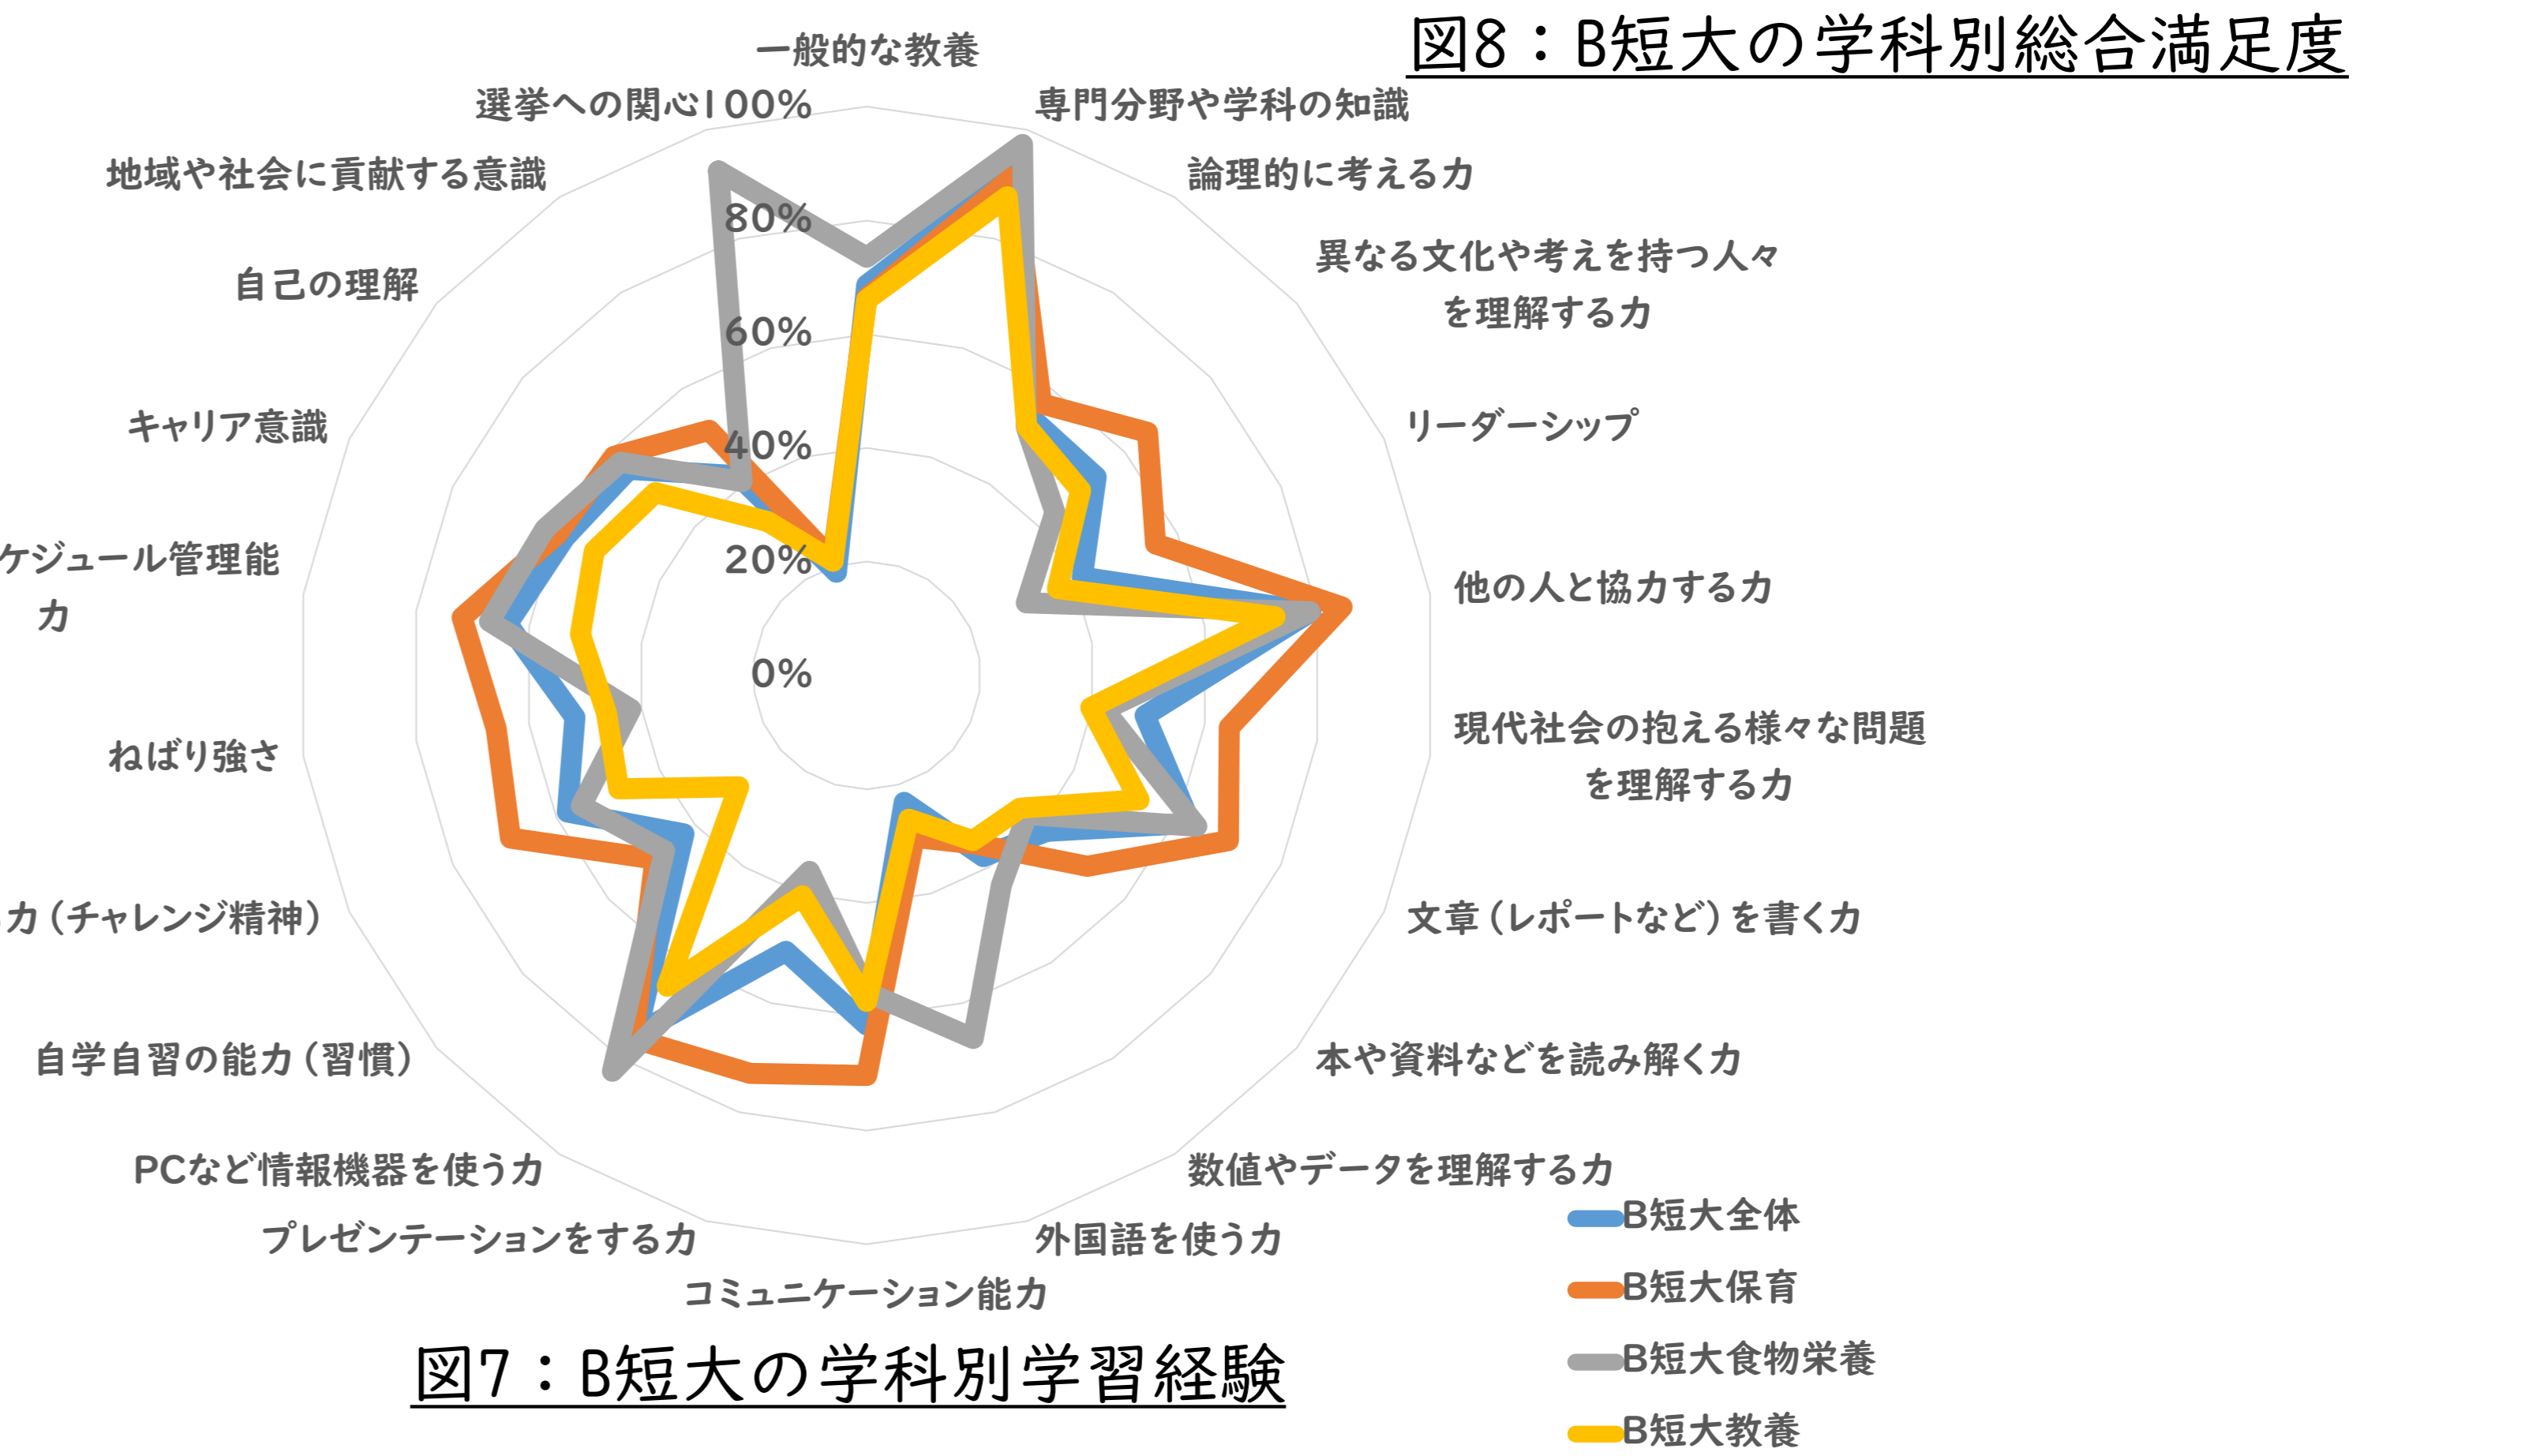 図8：B短大の学科別総合満足度
一般的な教養
専門分野や学科の知識
論理的に考える力
異なる文化や考えを持つ人々
を理解する力
リーダーシップ
他の人と協力する力
現代社会の抱える様々な問題
を理解する力
文章（レポートなど）を書く力
本や資料などを読み解く力
数値やデータを理解する力
外国語を使う力
コミュニケーション能力
プレゼンテーションをする力
PCなど情報機器を使う力
自学自習の能力（習慣）
力（チャレンジ精神）
ねばり強さ
ケジュール管理能
力
キャリア意識
自己の理解
地域や社会に貢献する意識
選挙への関心
100%
80%
60%
40%
20%
0%
B短大全体
B短大保育
B短大食物栄養
B短大教養
図7：B短大の学科別学習経験